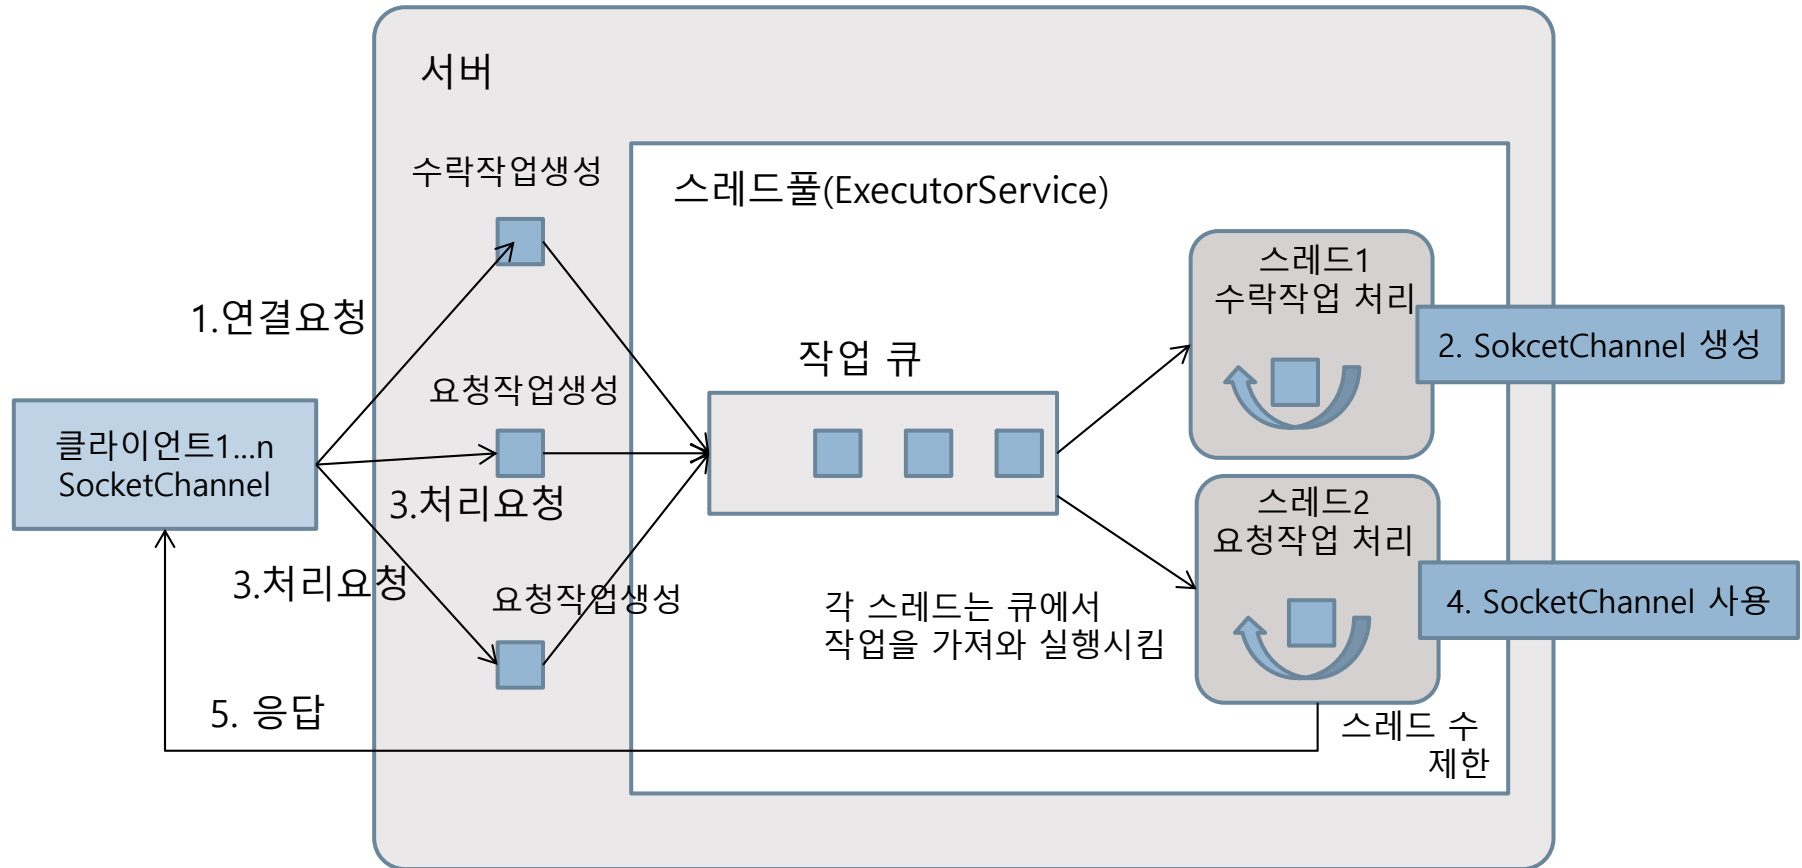 서버
수락작업생성
스레드풀(ExecutorService)
스레드1
수락작업 처리
1.연결요청
2. SokcetChannel 생성
작업 큐
요청작업생성
클라이언트1...n
SocketChannel
3.처리요청
스레드2
요청작업 처리
3.처리요청
요청작업생성
각 스레드는 큐에서
작업을 가져와 실행시킴
4. SocketChannel 사용
5. 응답
스레드 수
제한